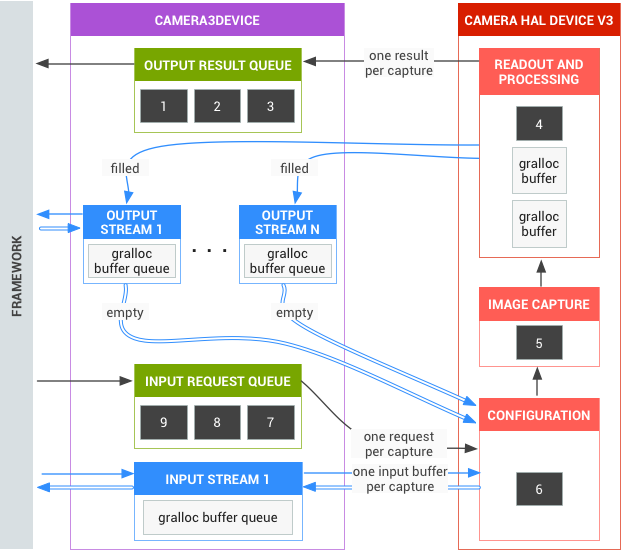 CAMERA3DEVICE
CAMERA HAL DEVICE V3
OUTPUT RESULT QUEUE
1
2
3
one result
per capture
READOUT AND
PROCESSING
4
gralloc
buffer
gralloc
buffer
filled
filled
OUTPUT
STREAM 1
gralloc
buffer queue
. . .
OUTPUT
STREAM N
gralloc
buffer queue
FRAMEWORK
empty
empty
IMAGE CAPTURE
5
INPUT REQUEST QUEUE
9
8
7
one request
per capture
CONFIGURATION
6
INPUT STREAM 1
gralloc buffer queue
one input buffer
per capture